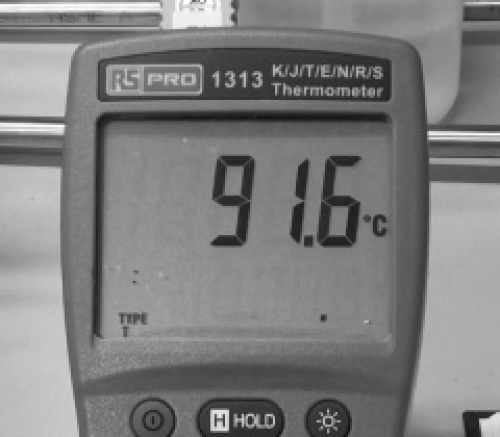 RS PRO 1313 K/J/T/E/N/R/S
Thermometer
91.6 °C
TYPE
T
H HOLD